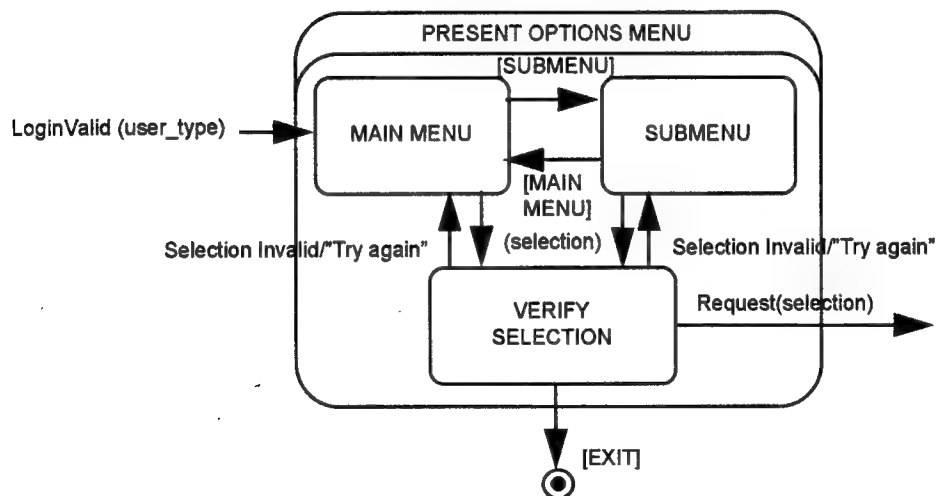 PRESENT OPTIONS MENU
[SUBMENU]
LoginValid (user_type)
MAIN MENU
SUBMENU
[MAIN
MENU]
(selection)
Selection Invalid/"Try again"
Selection Invalid/"Try again"
VERIFY
SELECTION
Request(selection)
[EXIT]